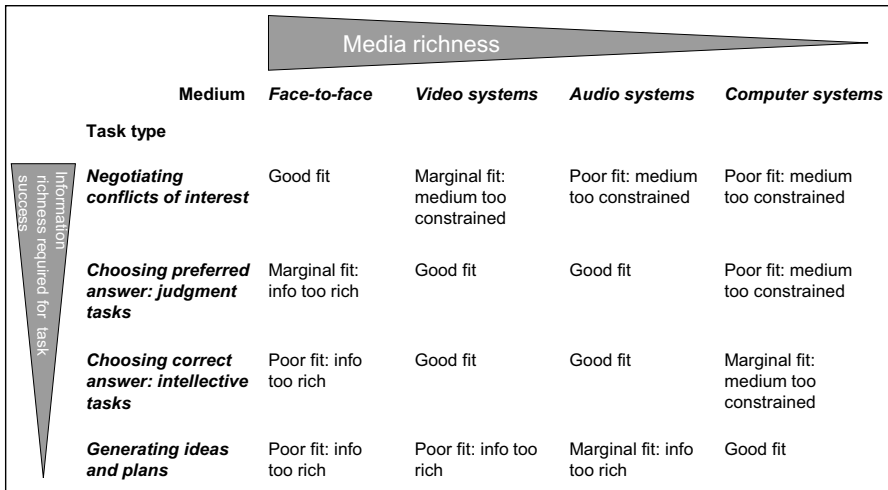 Media richness
Medium Face-to-face Video systems Audio systems Computer systems
Task type
Information
richness required for task
success
Negotiating Good fit Marginal fit: Poor fit: medium Poor fit: medium
conflicts of interest medium too too constrained too constrained
constrained
Choosing preferred Marginal fit: Good fit Good fit Poor fit: medium
answer: judgment info too rich too constrained
tasks
Choosing correct Poor fit: info Good fit Good fit Marginal fit:
answer: intellective too rich medium too
tasks constrained
Generating ideas Poor fit: info Poor fit: info too Marginal fit: info Good fit
and plans too rich rich too rich